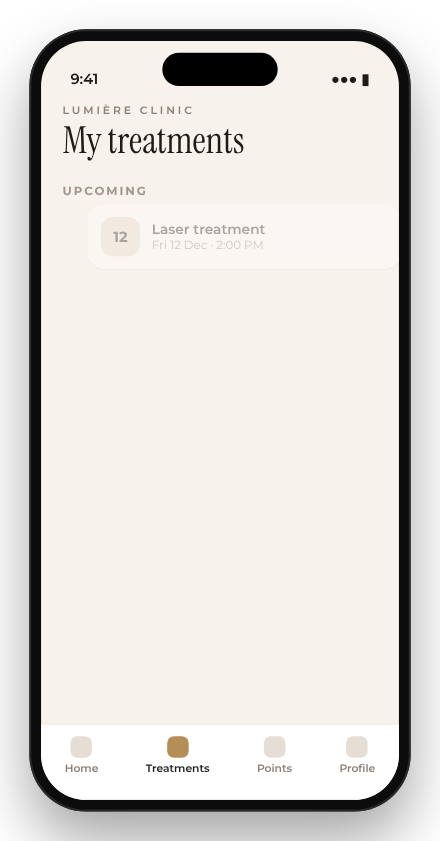 9:41
LUMIÈRE CLINIC
My treatments
UPCOMING
12
Laser treatment
Fri 12 Dec · 2:00 PM
Home
Treatments
Points
Profile